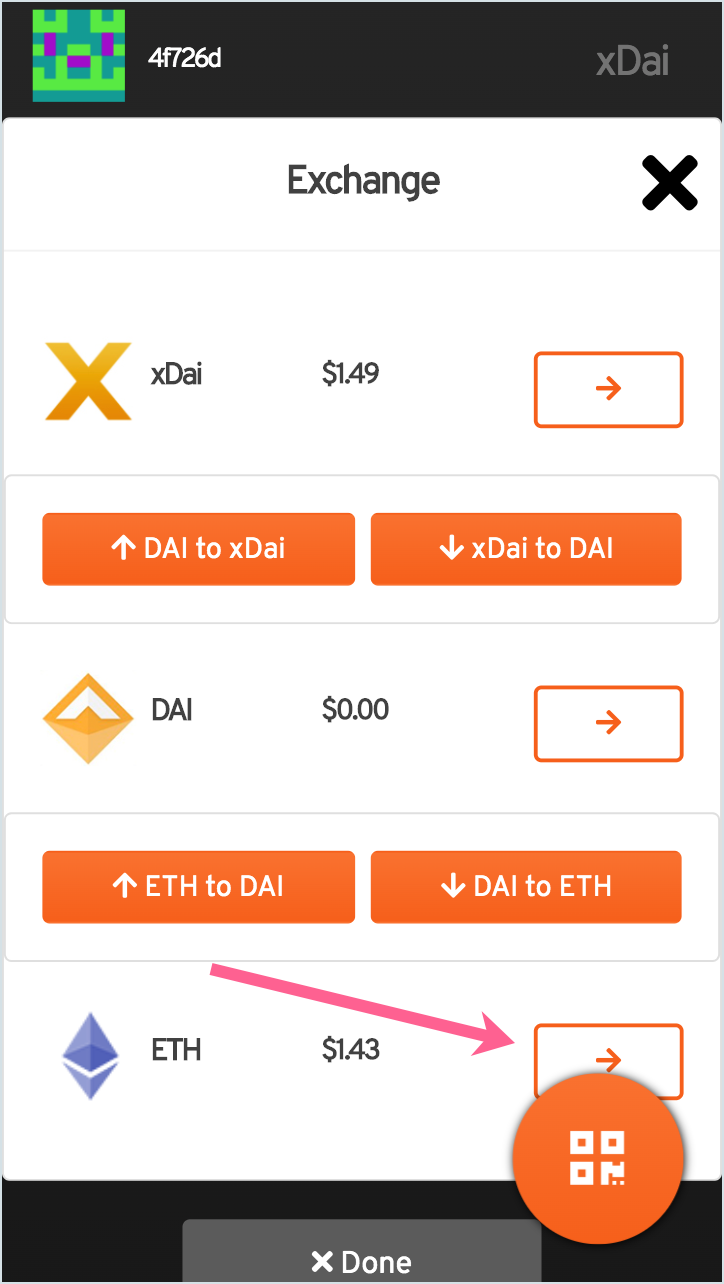 4f726d
xDai
Exchange
xDai $1.49
DAI to xDai
xDai to DAI
DAI $0.00
ETH to DAI
DAI to ETH
ETH $1.43
Done